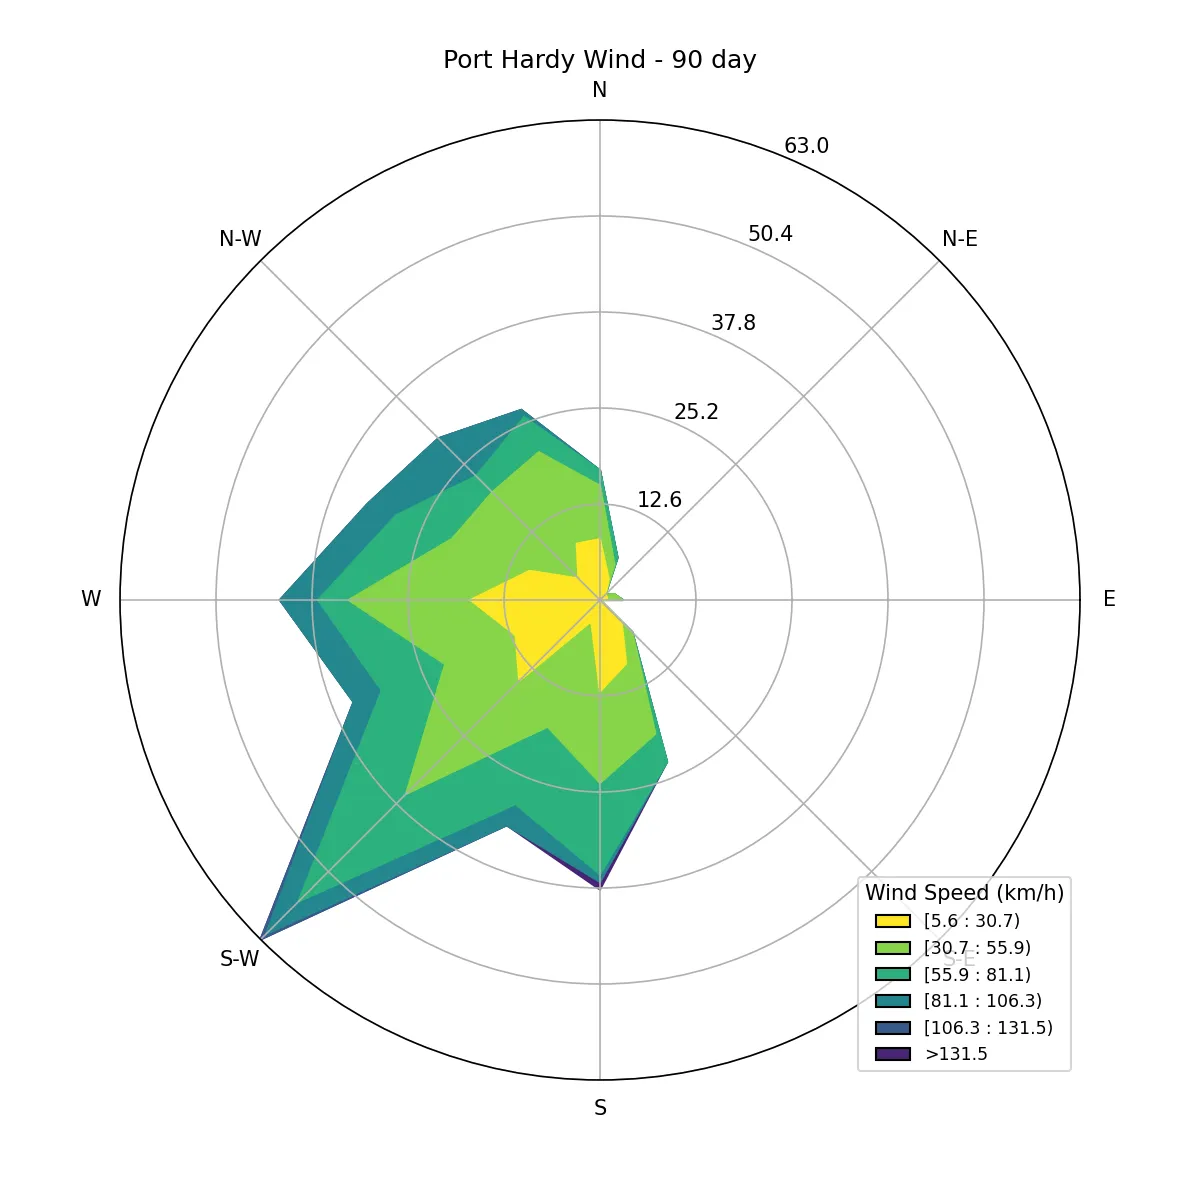 Port Hardy Wind - 90 day
N
63.0
N-W
50.4
N-E
37.8
25.2
12.6
W
E
S-W
S-E
S
Wind Speed (km/h)
[5.6 : 30.7)
[30.7 : 55.9)
[55.9 : 81.1)
[81.1 : 106.3)
[106.3 : 131.5)
>131.5